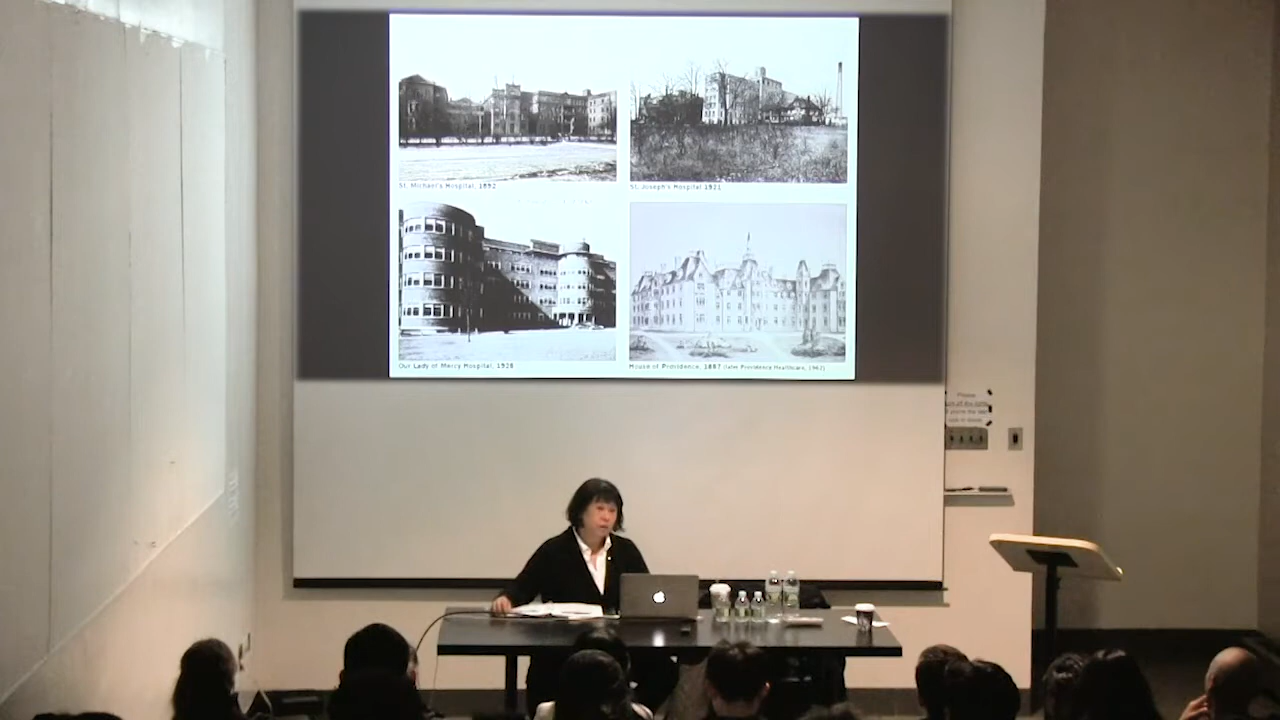 St. Michael's Hospital, 1892
St. Joseph's Hospital 1921
Our Lady of Mercy Hospital, 1928
House of Providence, 1887 (later Providence Healthcare, 1962)
Please